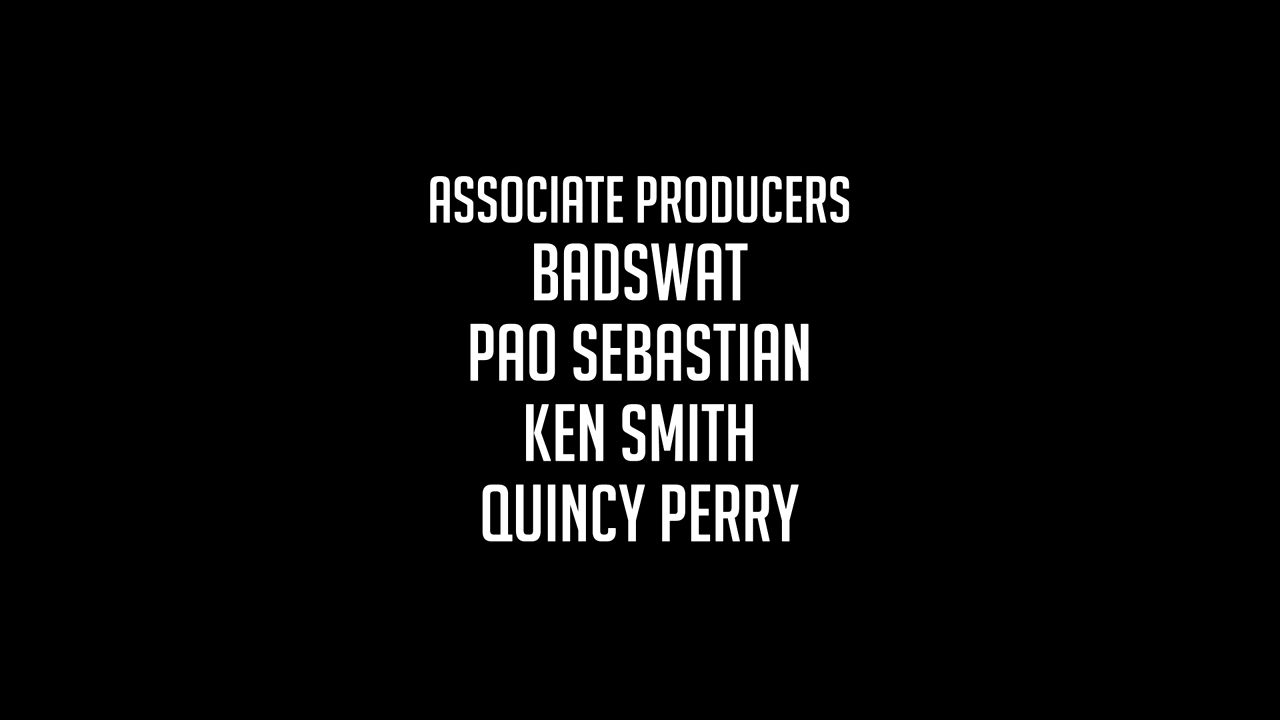 ASSOCIATE PRODUCERS
BADSWAT
PAO SEBASTIAN
KEN SMITH
QUINCY PERRY